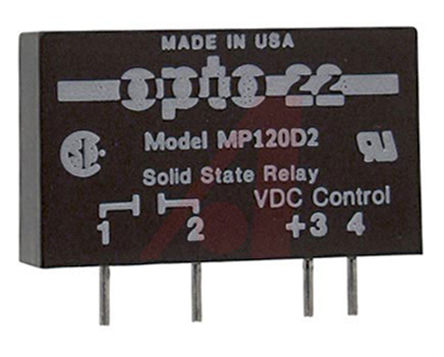 MADE IN USA
opto 22
Model MP120D2
Solid State Relay
VDC Control
1 2 +3 4